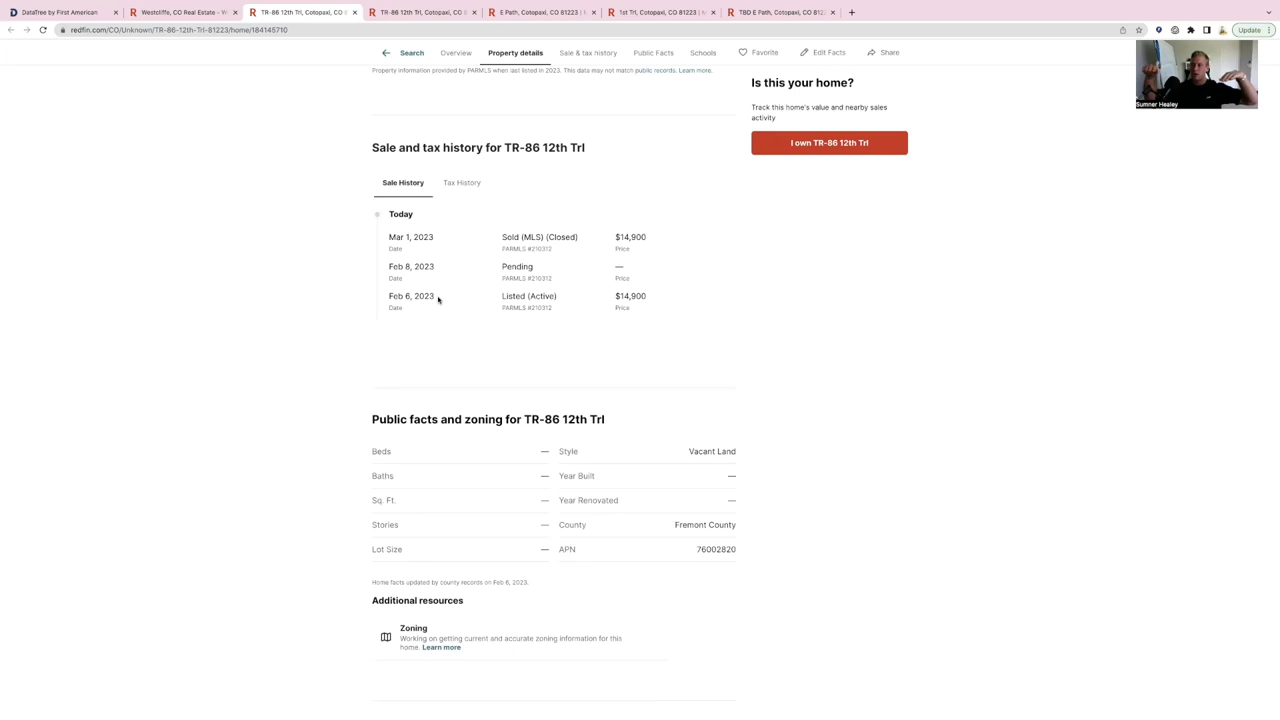 DataTree by First American
Westcliffe, CO Real Estate - W
TR-86 12th Trl, Cotopaxi, CO 8
TR-86 12th Trl, Cotopaxi, CO 8
E Path, Cotopaxi, CO 81223 |
1st Trl, Cotopaxi, CO 81223 |
TBD E Path, Cotopaxi, CO 812
redfin.com/CO/Unknown/TR-86-12th-Trl-81223/home/184145710
Update
Search
Overview
Property details
Sale & tax history
Public Facts
Schools
Favorite
Edit Facts
Share
Property information provided by PARMLS when last listed in 2023. This data may not match public records. Learn more.
Is this your home?
Track this home's value and nearby sales
activity
I own TR-86 12th Trl
Sumner Healey
Sale and tax history for TR-86 12th Trl
Sale History
Tax History
Today
Mar 1, 2023 Sold (MLS) (Closed) $14,900
Date PARMLS #210312 Price
Feb 8, 2023 Pending —
Date PARMLS #210312 Price
Feb 6, 2023 Listed (Active) $14,900
Date PARMLS #210312 Price
Public facts and zoning for TR-86 12th Trl
Beds — Style Vacant Land
Baths — Year Built —
Sq. Ft. — Year Renovated —
Stories — County Fremont County
Lot Size — APN 76002820
Home facts updated by county records on Feb 6, 2023.
Additional resources
Zoning
Working on getting current and accurate zoning information for this
home. Learn more